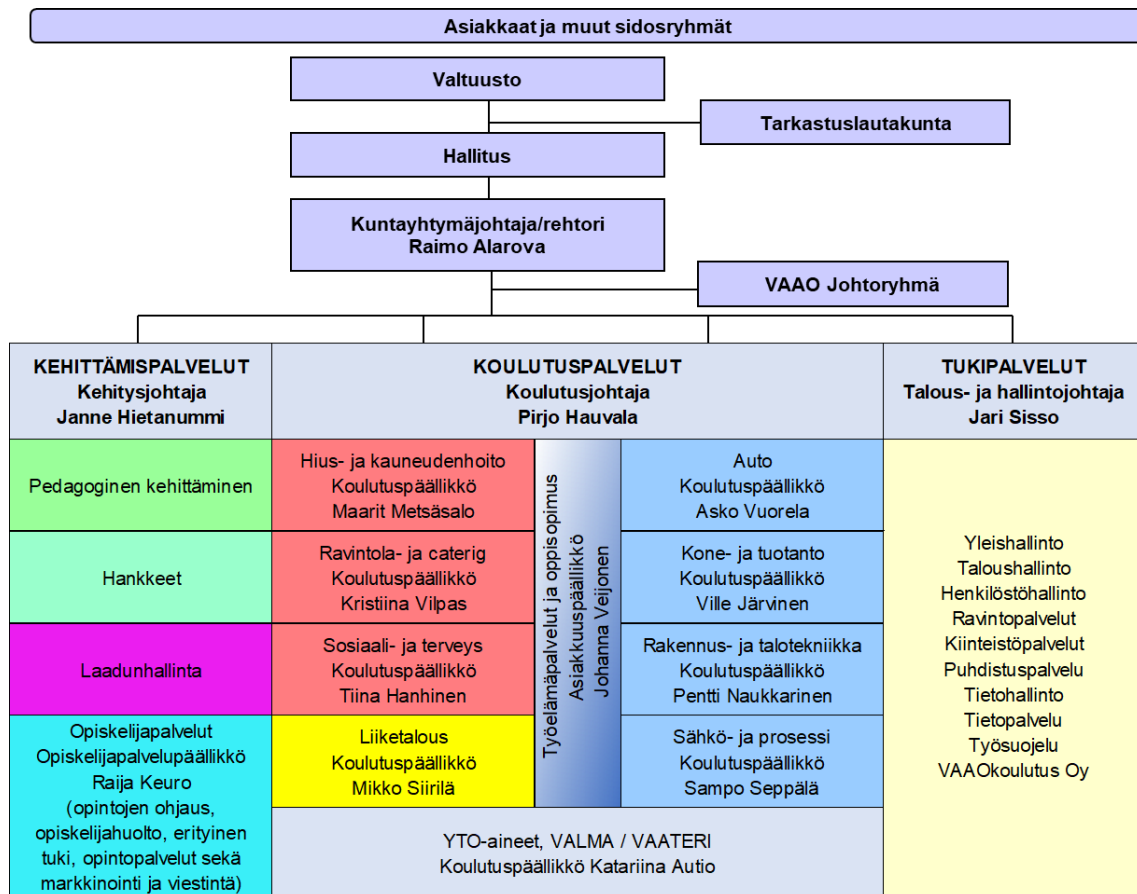 Asiakkaat ja muut sidosryhmät
Valtuusto
Tarkastuslautakunta
Hallitus
Kuntayhtymäjohtaja/rehtori
Raimo Alarova
VAAO Johtoryhmä
KEHITTÄMISPALVELUT
Kehitysjohtaja
Janne Hietanummi
KOULUTUSPALVELUT
Koulutusjohtaja
Pirjo Hauvala
TUKIPALVELUT
Talous- ja hallintojohtaja
Jari Sisso
Pedagoginen kehittäminen
Hankkeet
Laadunhallinta
Opiskelijapalvelut
Opiskelijapalvelupäällikkö
Raija Keuro
(opintojen ohjaus,
opiskelijahuolto, erityinen
tuki, opintopalvelut sekä
markkinointi ja viestintä)
Hius- ja kauneudenhoito
Koulutuspäällikkö
Maarit Metsäsalo
Ravintola- ja caterig
Koulutuspäällikkö
Kristiina Vilpas
Sosiaali- ja terveys
Koulutuspäällikkö
Tiina Hanhinen
Liiketalous
Koulutuspäällikkö
Mikko Siirilä
Työelämäpalvelut ja oppisopimus
Asiakkuuspäällikkö
Johanna Veijonen
Auto
Koulutuspäällikkö
Asko Vuorela
Kone- ja tuotanto
Koulutuspäällikkö
Ville Järvinen
Rakennus- ja talotekniikka
Koulutuspäällikkö
Pentti Naukkarinen
Sähkö- ja prosessi
Koulutuspäällikkö
Sampo Seppälä
YTO-aineet, VALMA / VAATERI
Koulutuspäällikkö Katariina Autio
Yleishallinto
Taloushallinto
Henkilöstöhallinto
Ravintopalvelut
Kiinteistöpalvelut
Puhdistuspalvelu
Tietohallinto
Tietopalvelu
Työsuojelu
VAAOkoulutus Oy